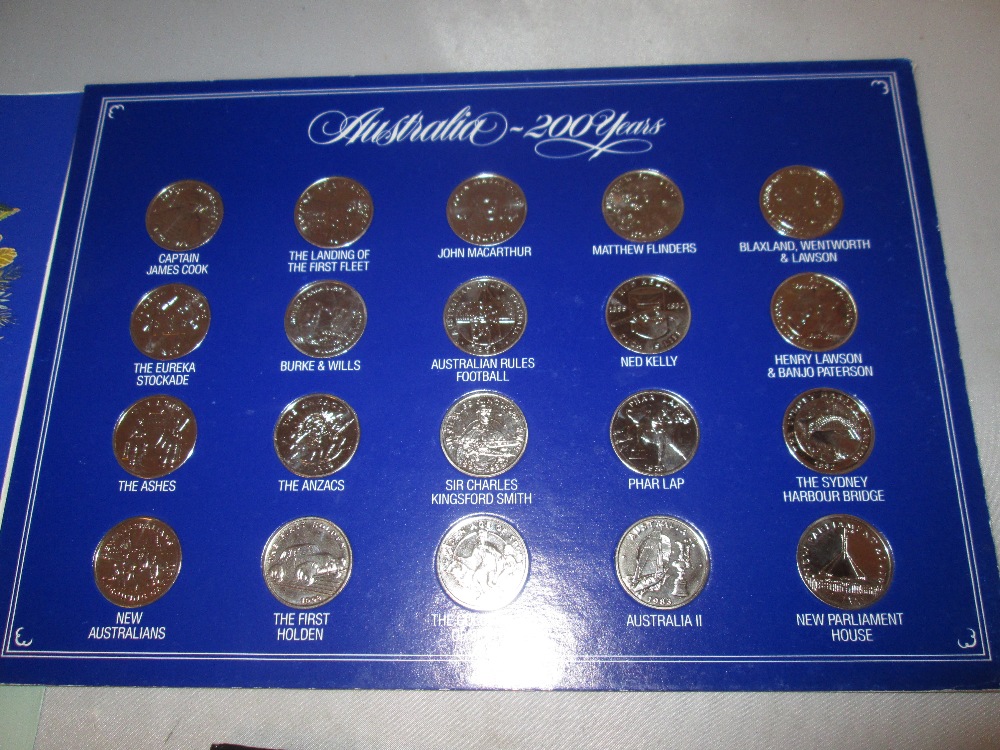 Australia ~ 200 Years
CAPTAIN
JAMES COOK
THE LANDING OF
THE FIRST FLEET
JOHN MACARTHUR
MATTHEW FLINDERS
BLAXLAND, WENTWORTH
& LAWSON
THE EUREKA
STOCKADE
BURKE & WILLS
AUSTRALIAN RULES
FOOTBALL
NED KELLY
HENRY LAWSON
& BANJO PATERSON
THE ASHES
THE ANZACS
SIR CHARLES
KINGSFORD SMITH
PHAR LAP
1930
THE SYDNEY
HARBOUR BRIDGE
NEW
AUSTRALIANS
THE FIRST
HOLDEN
THE
AUSTRALIA II
1983
NEW PARLIAMENT
HOUSE